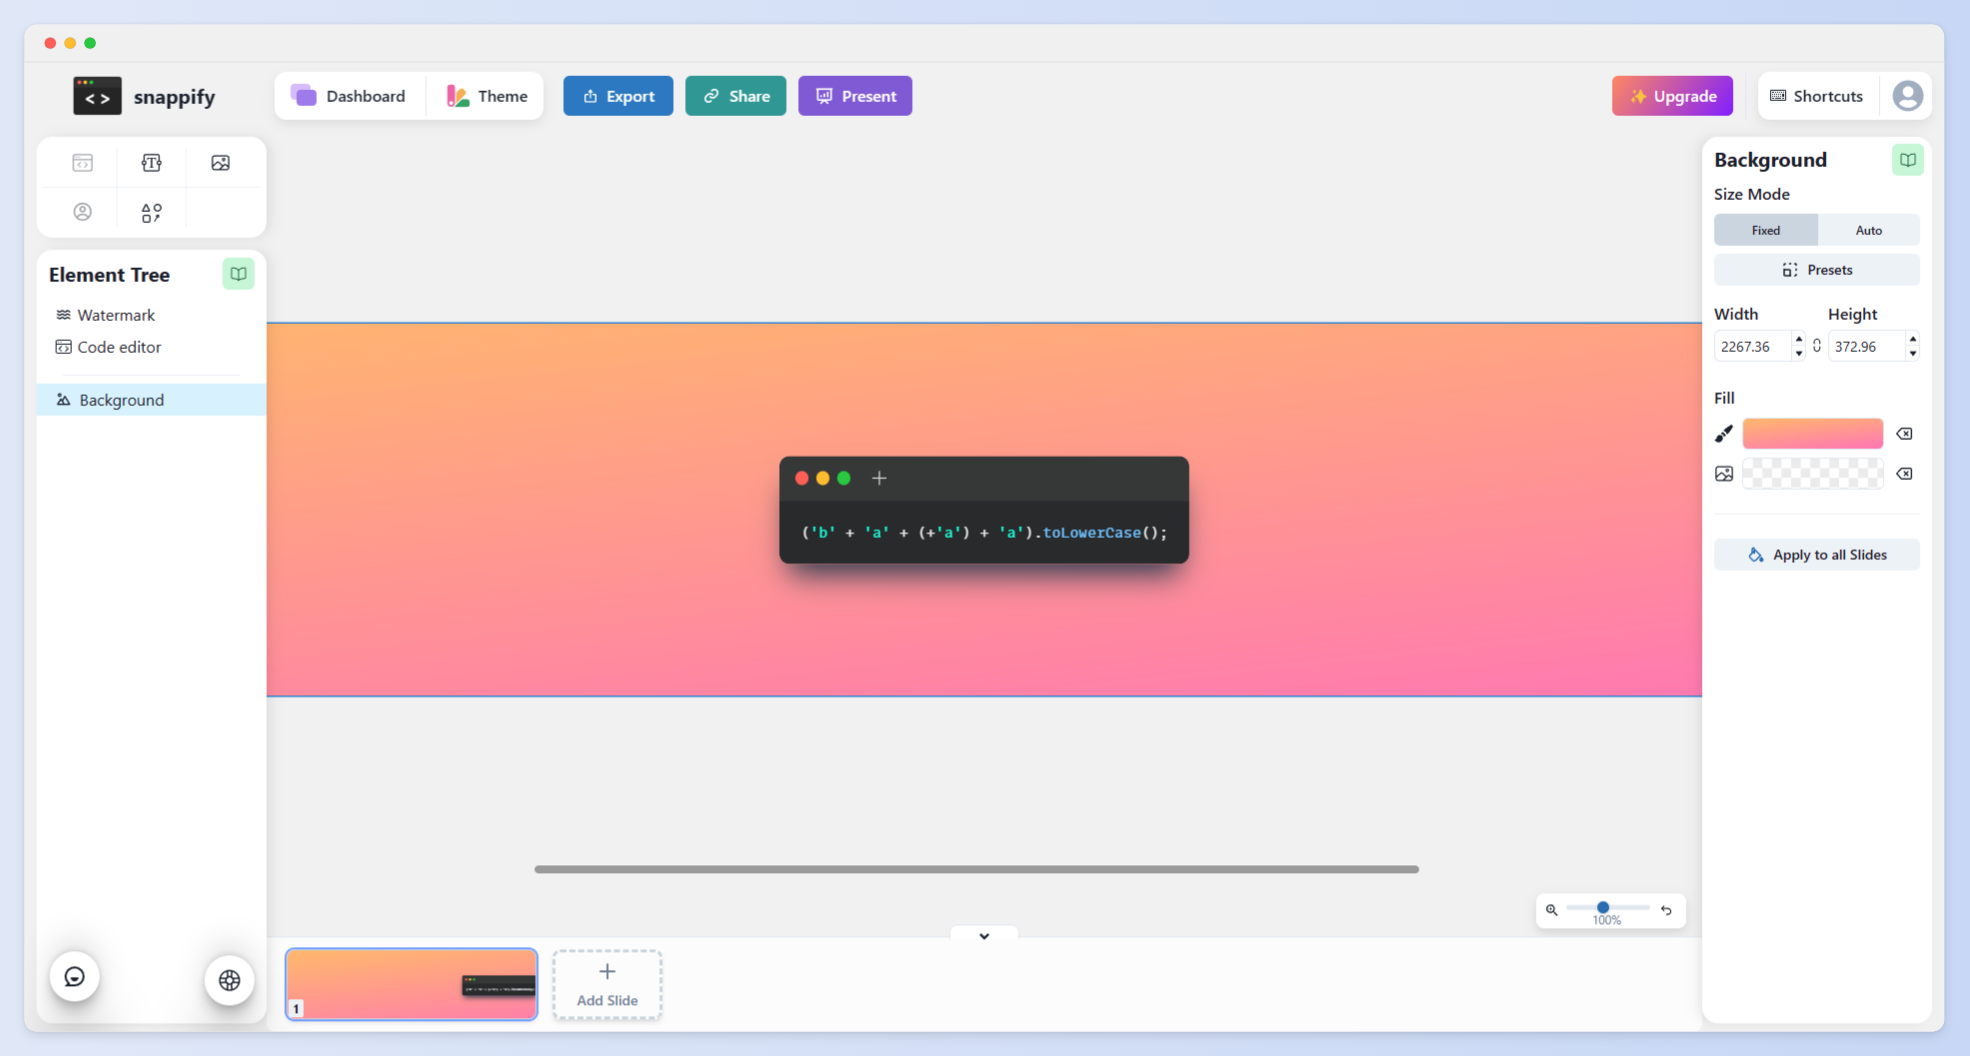 snappify
Dashboard
Theme
Export
Share
Present
✨ Upgrade
Shortcuts
Element Tree
Watermark
Code editor
Background
('b' + 'a' + (+'a') + 'a').toLowerCase();
Background
Size Mode
Fixed
Auto
Presets
Width
Height
2267.36
372.96
Fill
Apply to all Slides
100%
1
Add Slide